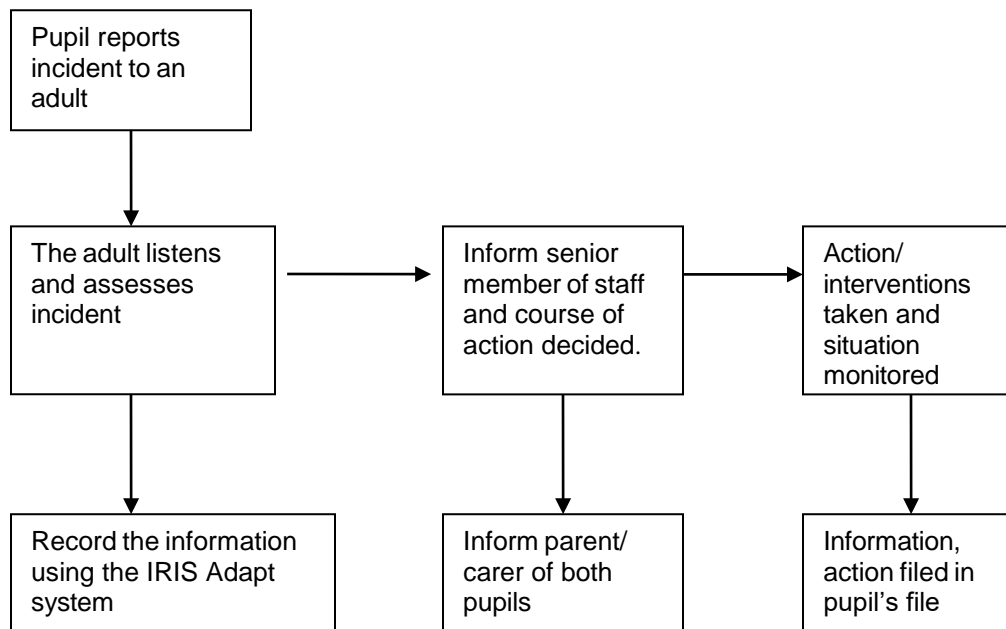 Pupil reports
incident to an
adult
The adult listens
and assesses
incident
Inform senior
member of staff
and course of
action decided.
Action/
interventions
taken and
situation
monitored
Record the information
using the IRIS Adapt
system
Inform parent/
carer of both
pupils
Information,
action filed in
pupil’s file